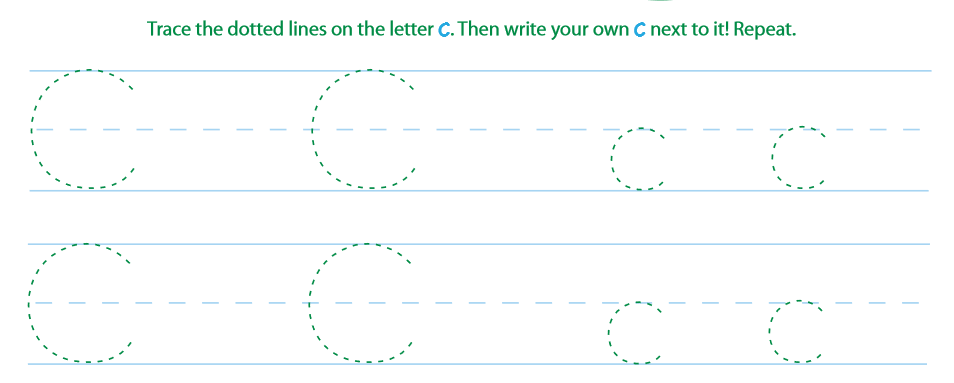 Trace the dotted lines on the letter C. Then write your own C next to it! Repeat.
C C c c
C C c c